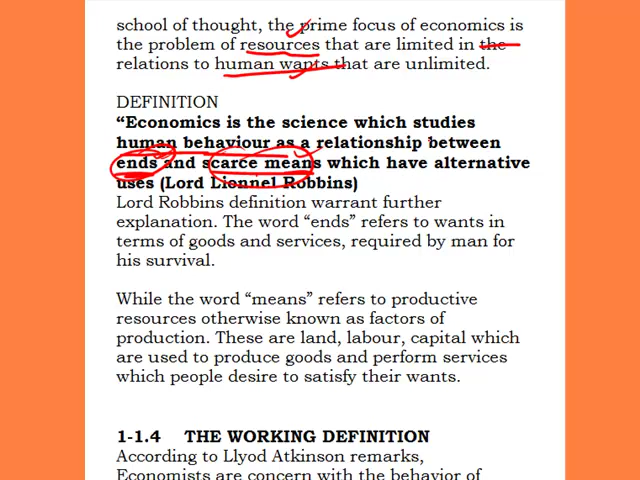 school of thought, the prime focus of economics is
the problem of resources that are limited in the
relations to human wants that are unlimited.
DEFINITION
“Economics is the science which studies
human behaviour as a relationship between
ends and scarce means which have alternative
uses (Lord Lionnel Robbins)
Lord Robbins definition warrant further
explanation. The word “ends” refers to wants in
terms of goods and services, required by man for
his survival.
While the word “means” refers to productive
resources otherwise known as factors of
production. These are land, labour, capital which
are used to produce goods and perform services
which people desire to satisfy their wants.
1-1.4 THE WORKING DEFINITION
According to Llyod Atkinson remarks,
Economists are concern with the behavior of